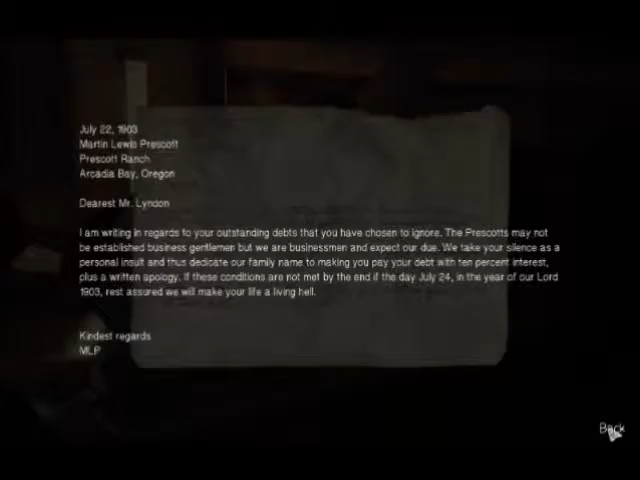 July 22, 1903
Martin Lewis Prescott
Prescott Ranch
Arcadia Bay, Oregon
Dearest Mr. Lyndon
I am writing in regards to your outstanding debts that you have chosen to ignore. The Prescotts may not
be established business gentlemen but we are businessmen and expect our due. We take your silence as a
personal insult and thus dedicate our family name to making you pay your debt with ten percent interest,
plus a written apology. If these conditions are not met by the end if the day July 24, in the year of our Lord
1903, rest assured we will make your life a living hell.
Kindest regards
MLP
Back